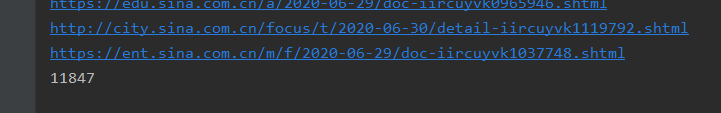 https://edu.sina.com.cn/a/2020-06-29/doc-iircuyvk0965946.shtml
http://city.sina.com.cn/focus/t/2020-06-30/detail-iircuyvk1119792.shtml
https://ent.sina.com.cn/m/f/2020-06-29/doc-iircuyvk1037748.shtml
11847